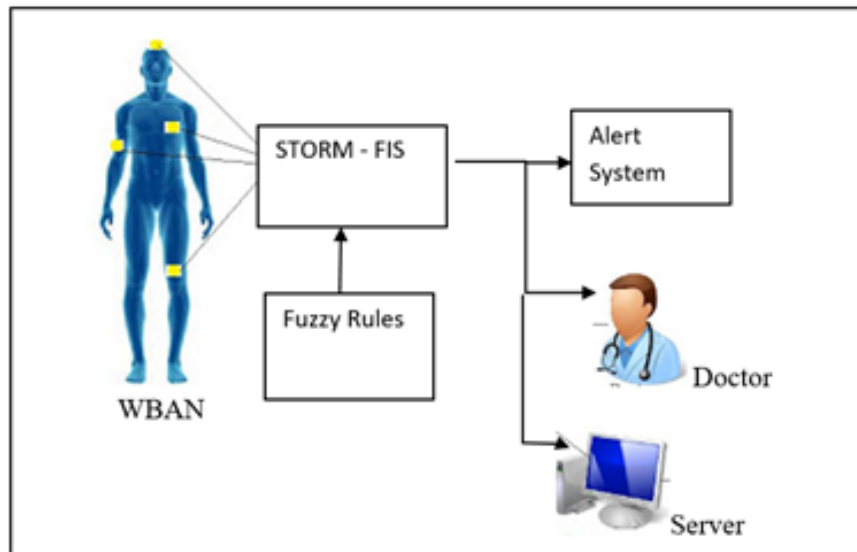 STORM - FIS
Alert
System
Fuzzy Rules
WBAN
Doctor
Server